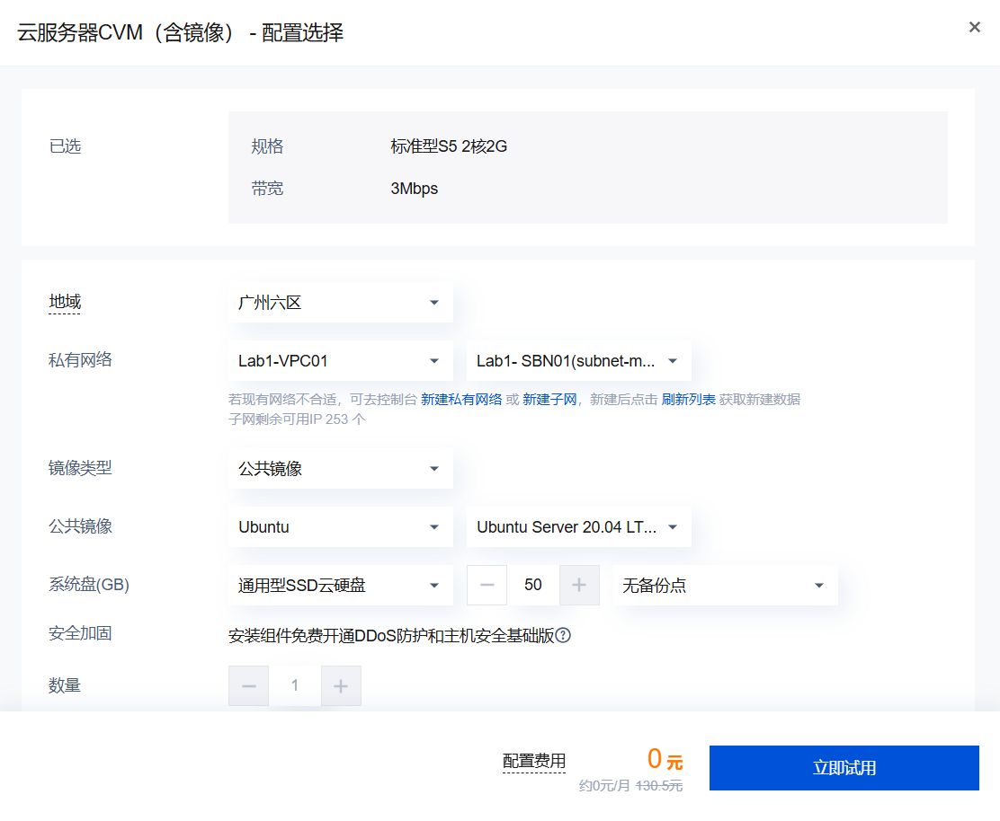 云服务器CVM（含镜像） - 配置选择
已选
规格 标准型S5 2核2G
带宽 3Mbps
地域 广州六区
私有网络 Lab1-VPC01 Lab1- SBN01(subnet-m...
若现有网络不合适，可去控制台 新建私有网络 或 新建子网，新建后点击 刷新列表 获取新建数据
子网剩余可用IP 253 个
镜像类型 公共镜像
公共镜像 Ubuntu Ubuntu Server 20.04 LT...
系统盘(GB) 通用型SSD云硬盘 50 无备份点
安全加固 安装组件免费开通DDoS防护和主机安全基础版
数量 1
配置费用 0 元
约0元/月 130.5元
立即试用